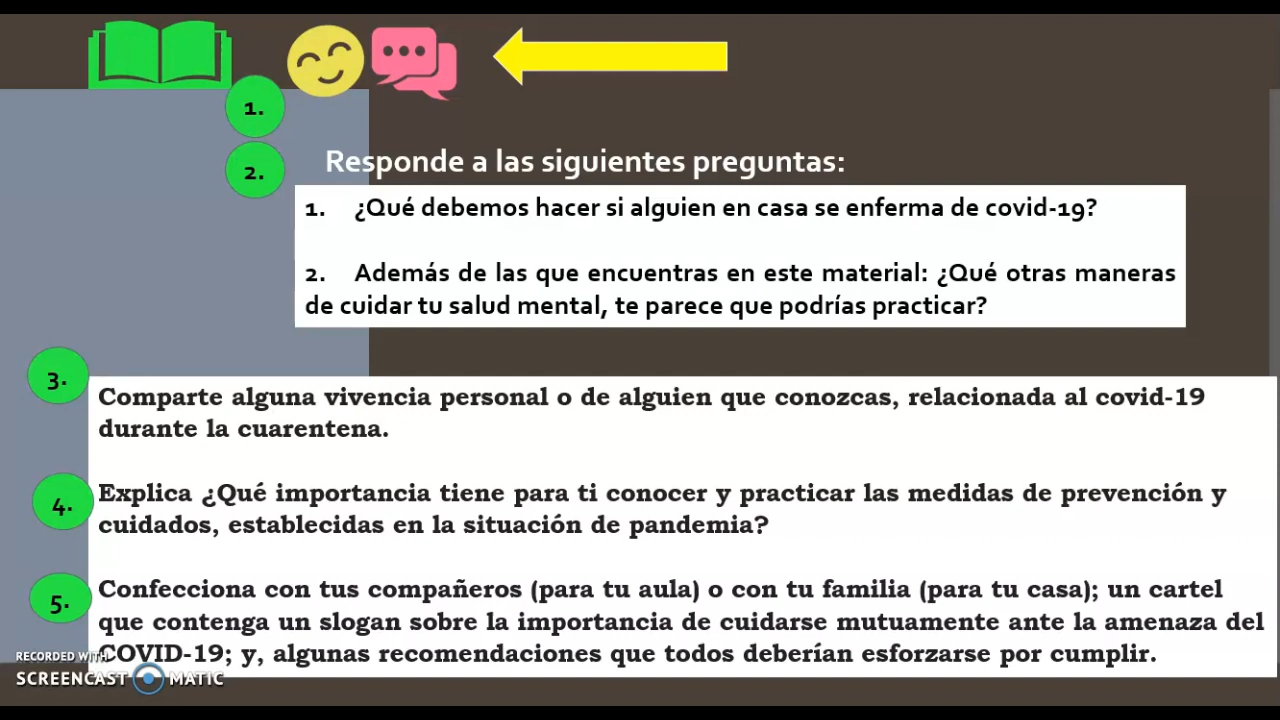 1.
2.
Responde a las siguientes preguntas:
1. ¿Qué debemos hacer si alguien en casa se enferma de covid-19?
2. Además de las que encuentras en este material: ¿Qué otras maneras
de cuidar tu salud mental, te parece que podrías practicar?
3.
Comparte alguna vivencia personal o de alguien que conozcas, relacionada al covid-19
durante la cuarentena.
4.
Explica ¿Qué importancia tiene para ti conocer y practicar las medidas de prevención y
cuidados, establecidas en la situación de pandemia?
5.
Confecciona con tus compañeros (para tu aula) o con tu familia (para tu casa); un cartel
que contenga un slogan sobre la importancia de cuidarse mutuamente ante la amenaza del
COVID-19; y, algunas recomendaciones que todos deberían esforzarse por cumplir.
RECORDED WITH
SCREENCAST MATIC